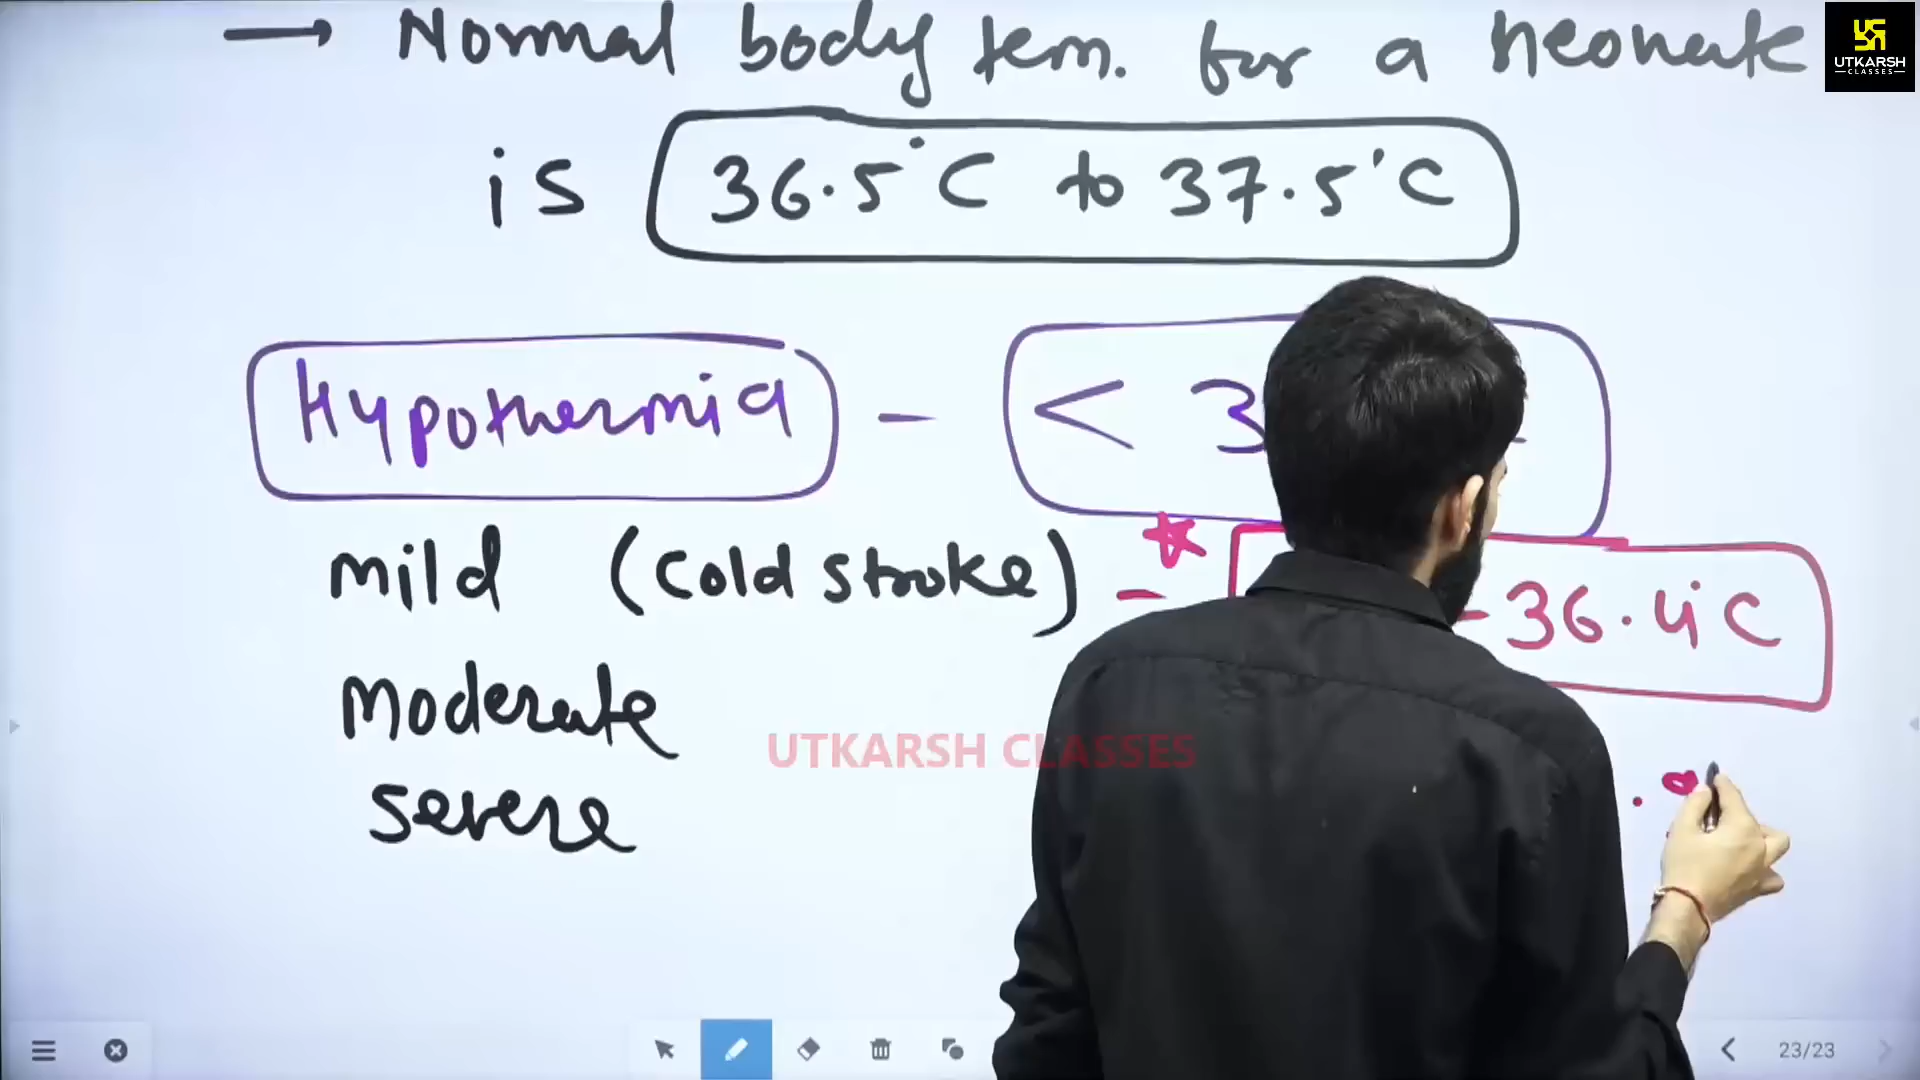 → Normal body tem. for a neonate
UTKARSH
CLASSES
is 36.5°C to 37.5°C
Hypothermia - < 3
mild (cold stroke) - - 36.4°C
Moderate
UTKARSH CLASSES
severe
23/23